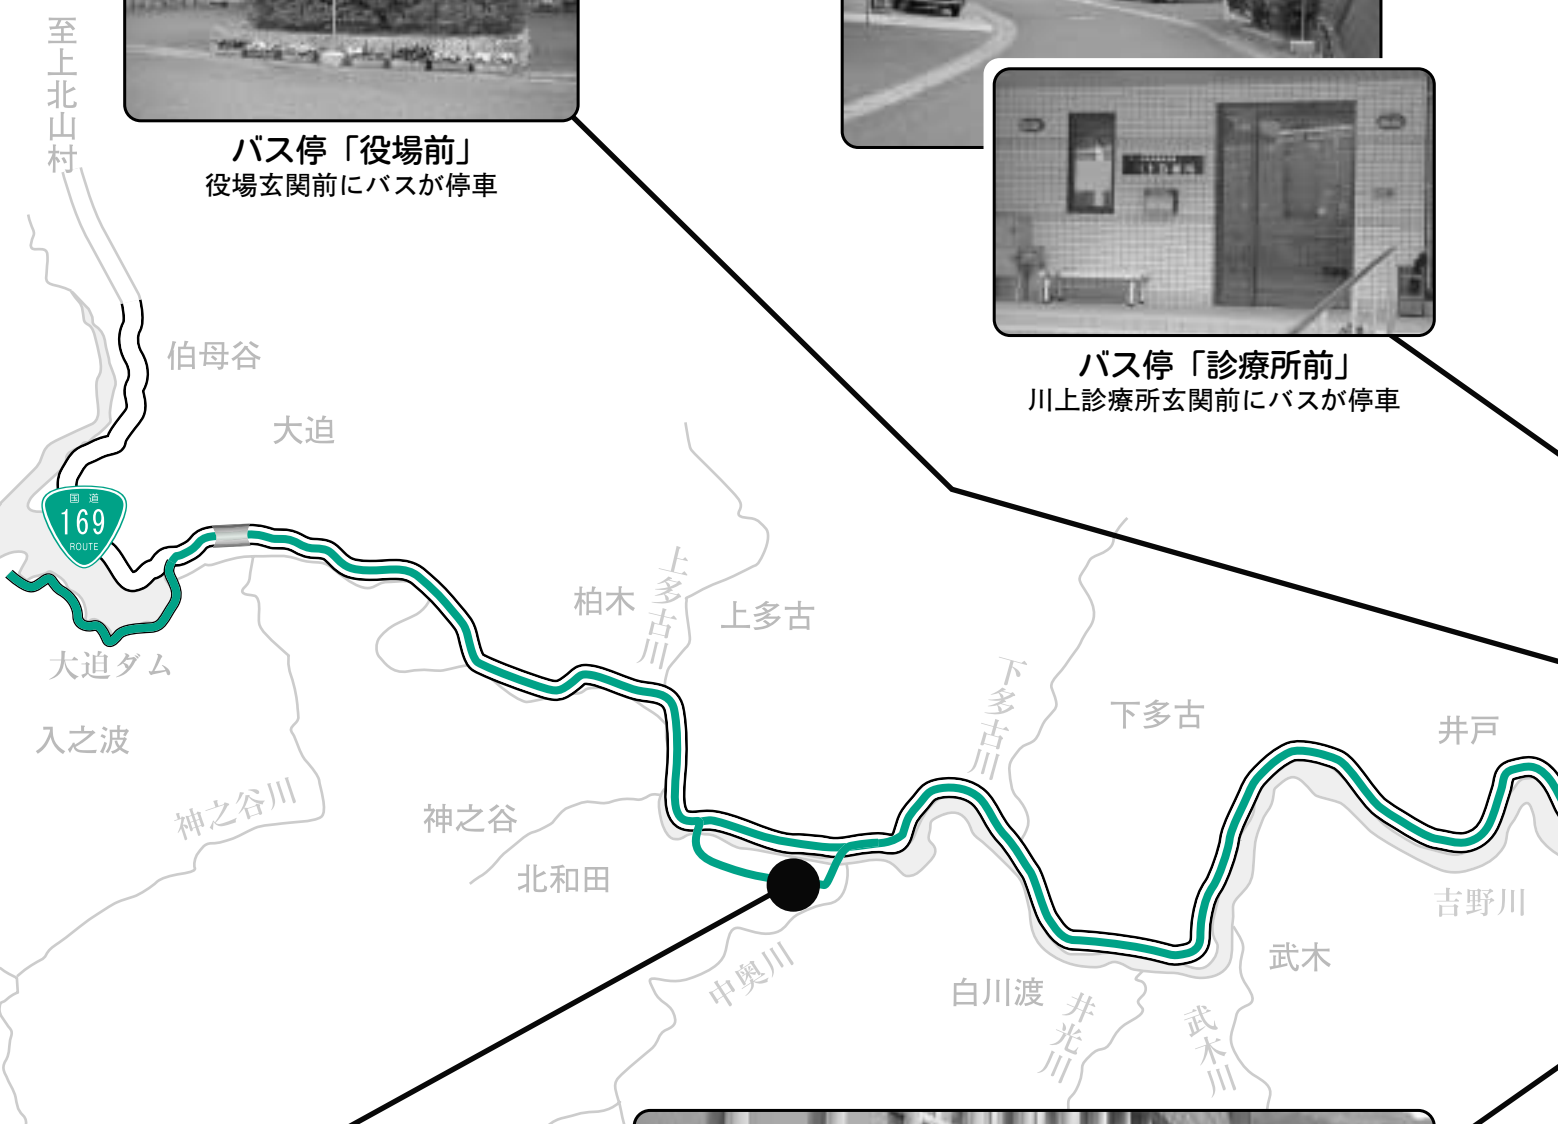 至上北山村
バス停「役場前」
役場玄関前にバスが停車
バス停「診療所前」
川上診療所玄関前にバスが停車
伯母谷
大迫
国道
169
ROUTE
大迫ダム
入之波
神之谷川
柏木
上多古川
上多古
神之谷
北和田
下多古川
下多古
井戸
吉野川
中奥川
白川渡
井光川
武木
武木川